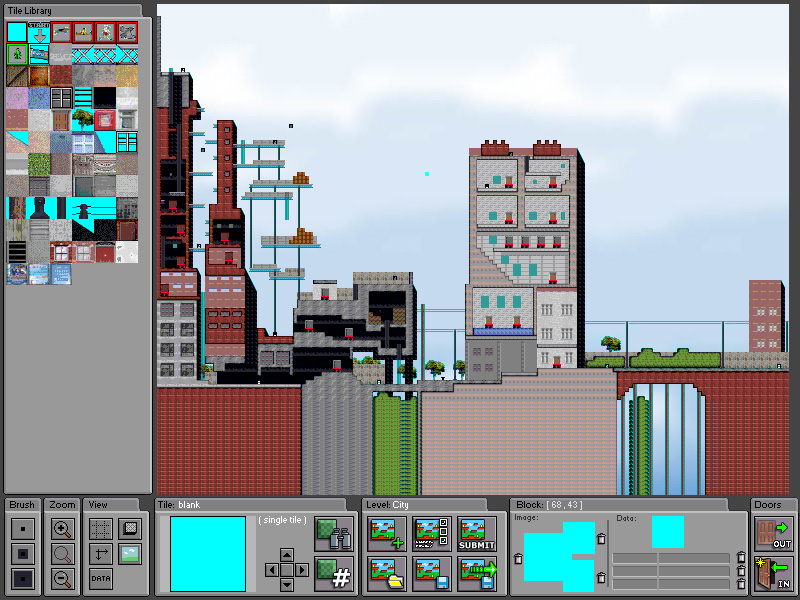 Tile Library
START
Brush
Zoom
View
DATA
Tile: blank
( single tile )
#
Level: City
SUBMIT
Block: [ 68 , 43 ]
Image:
Data:
Doors
OUT
IN